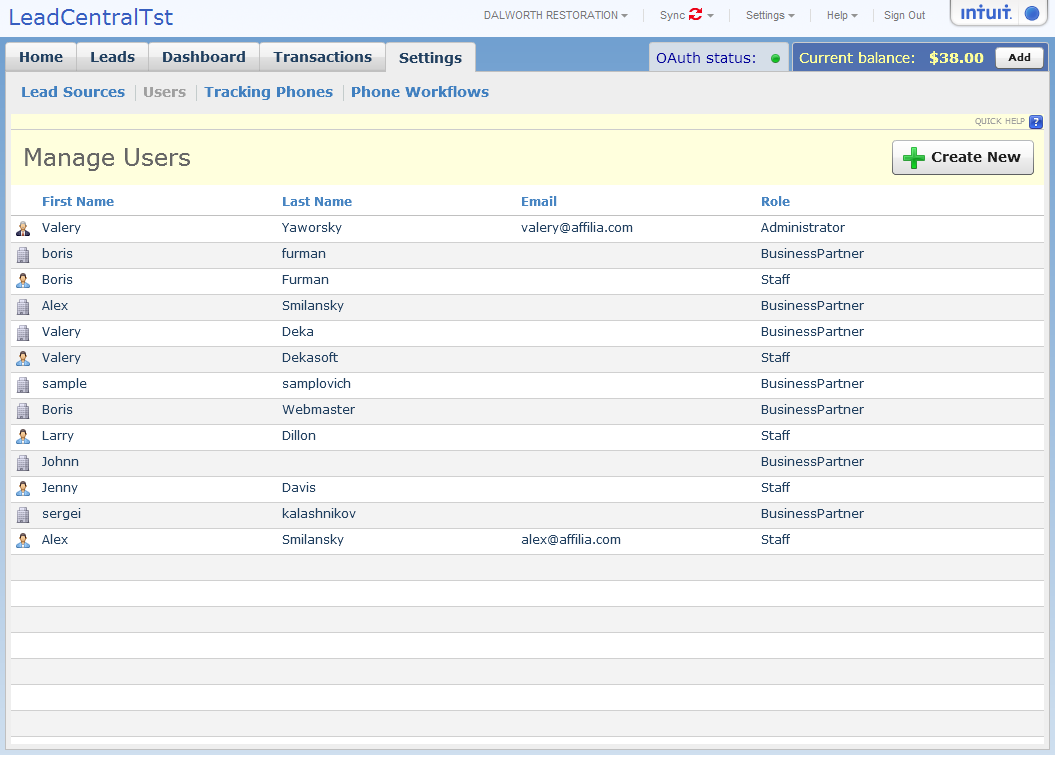 LeadCentralTst DALWORTH RESTORATION Sync Settings Help Sign Out intuit.
Home Leads Dashboard Transactions Settings OAuth status: Current balance: $38.00 Add
Lead Sources Users Tracking Phones Phone Workflows
QUICK HELP ?
Manage Users Create New
First Name Last Name Email Role
Valery Yaworsky valery@affilia.com Administrator
boris furman BusinessPartner
Boris Furman Staff
Alex Smilansky BusinessPartner
Valery Deka BusinessPartner
Valery Dekasoft Staff
sample samplovich BusinessPartner
Boris Webmaster BusinessPartner
Larry Dillon Staff
Johnn BusinessPartner
Jenny Davis Staff
sergei kalashnikov BusinessPartner
Alex Smilansky alex@affilia.com Staff